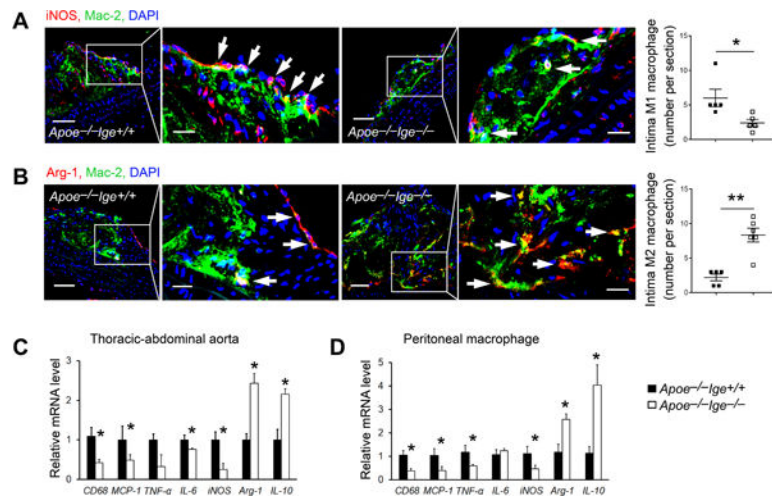 A
iNOS, Mac-2, DAPI
Apoe–/–Ige+/+
Apoe–/–Ige–/–
Intima M1 macrophage
(number per section)
15
10
5
0
*
B
Arg-1, Mac-2, DAPI
Apoe–/–Ige+/+
Apoe–/–Ige–/–
Intima M2 macrophage
(number per section)
15
10
5
0
**
C
Thoracic-abdominal aorta
Relative mRNA level
3
2
1
0
* * * * * *
CD68 MCP-1 TNF-α IL-6 iNOS Arg-1 IL-10
D
Peritoneal macrophage
Relative mRNA level
5
4
3
2
1
0
* * * * * *
CD68 MCP-1 TNF-α IL-6 iNOS Arg-1 IL-10
Apoe–/–Ige+/+
Apoe–/–Ige–/–